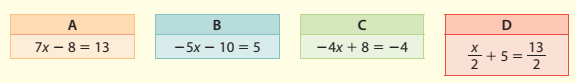 A
7x − 8 = 13
B
−5x − 10 = 5
C
−4x + 8 = −4
D
x/2 + 5 = 13/2